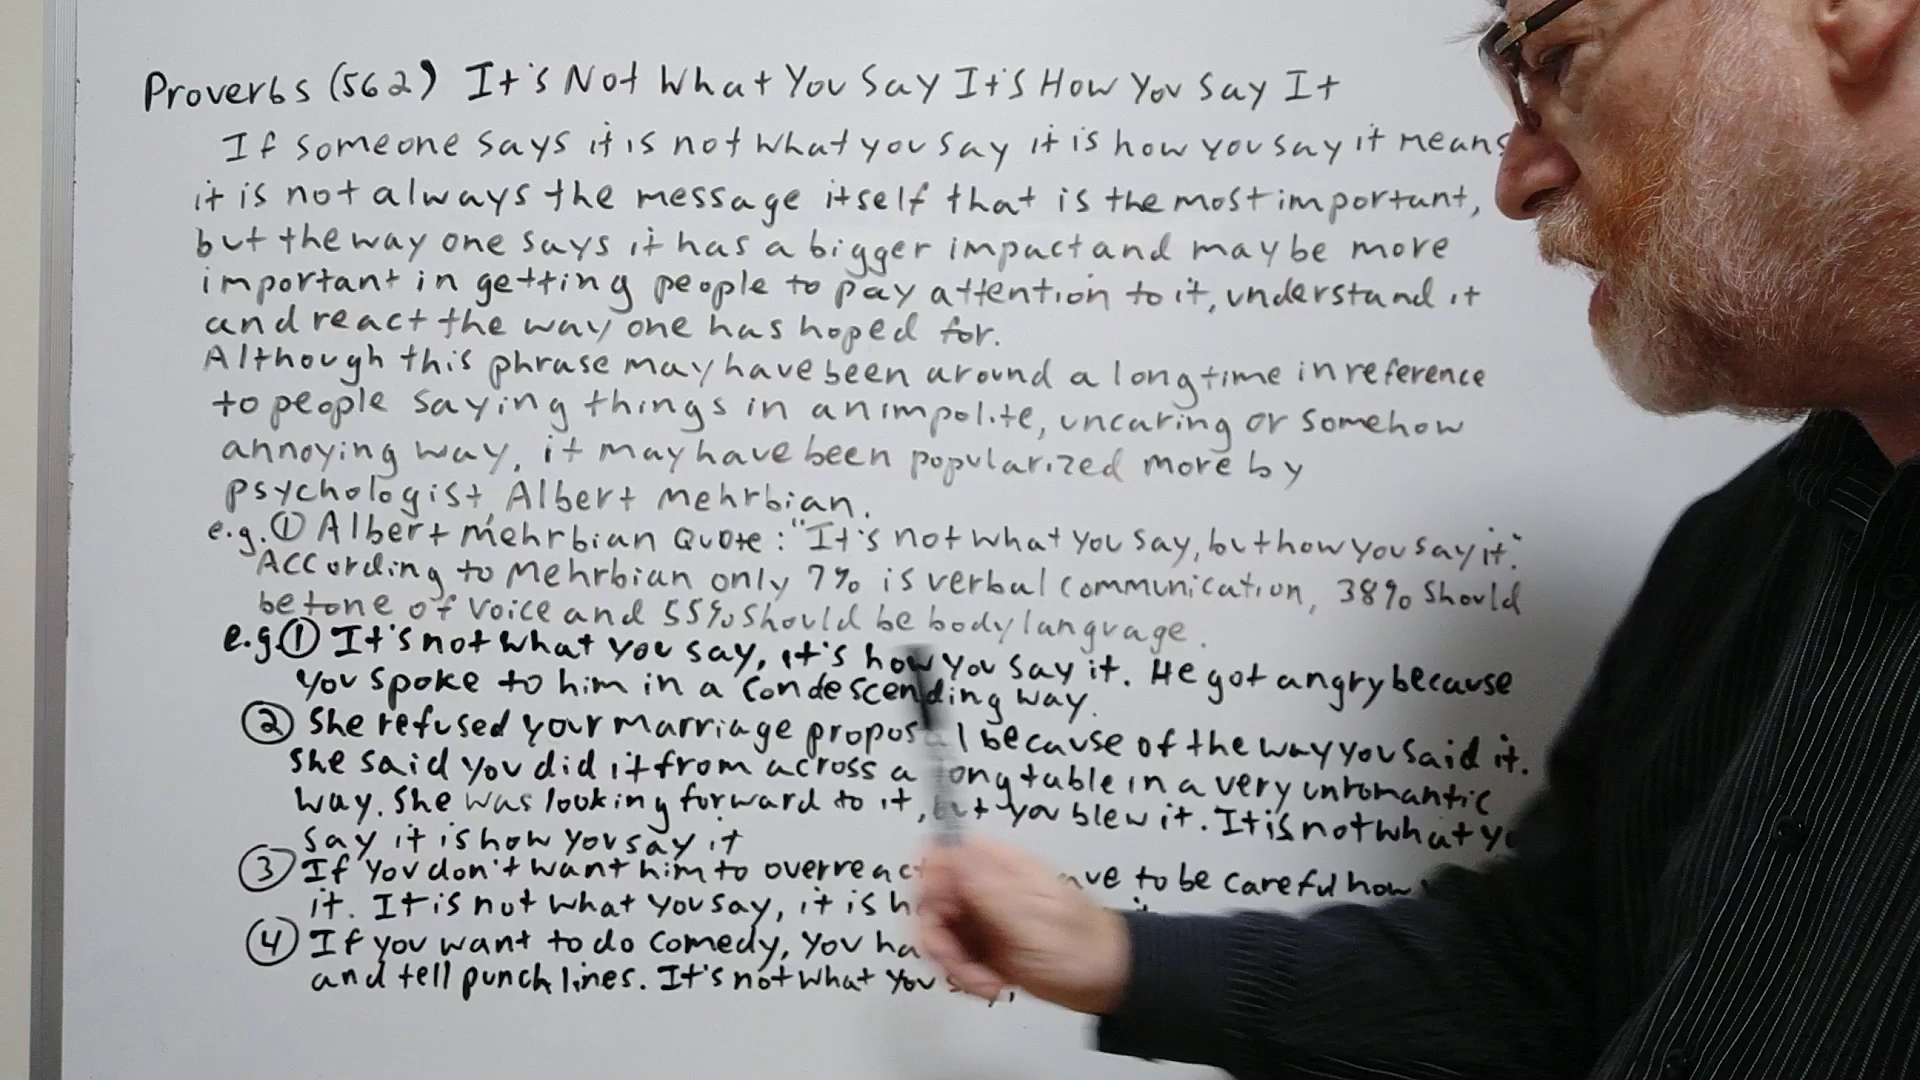 Proverbs (562) It's Not What You Say It's How You Say It
If someone says it is not what you say it is how you say it means
it is not always the message itself that is the most important,
but the way one says it has a bigger impact and may be more
important in getting people to pay attention to it, understand it
and react the way one has hoped for.
Although this phrase may have been around a long time in reference
to people saying things in an impolite, uncaring or somehow
annoying way, it may have been popularized more by
psychologist, Albert Mehrbian.
e.g. ① Albert Mehrbian Quote: "It's not what you say, but how you say it."
According to Mehrbian only 7% is verbal communication, 38% should
be tone of voice and 55% should be body language.
e.g. ① It's not what you say, it's how you say it. He got angry because
you spoke to him in a condescending way.
② She refused your marriage proposal because of the way you said it.
She said you did it from across a long table in a very unromantic
way. She was looking forward to it, but you blew it. It is not what
say it is how you say it
③ If you don't want him to overreact to be careful how
it. It is not what you say, it is
④ If you want to do comedy, you
and tell punch lines. It's not what you